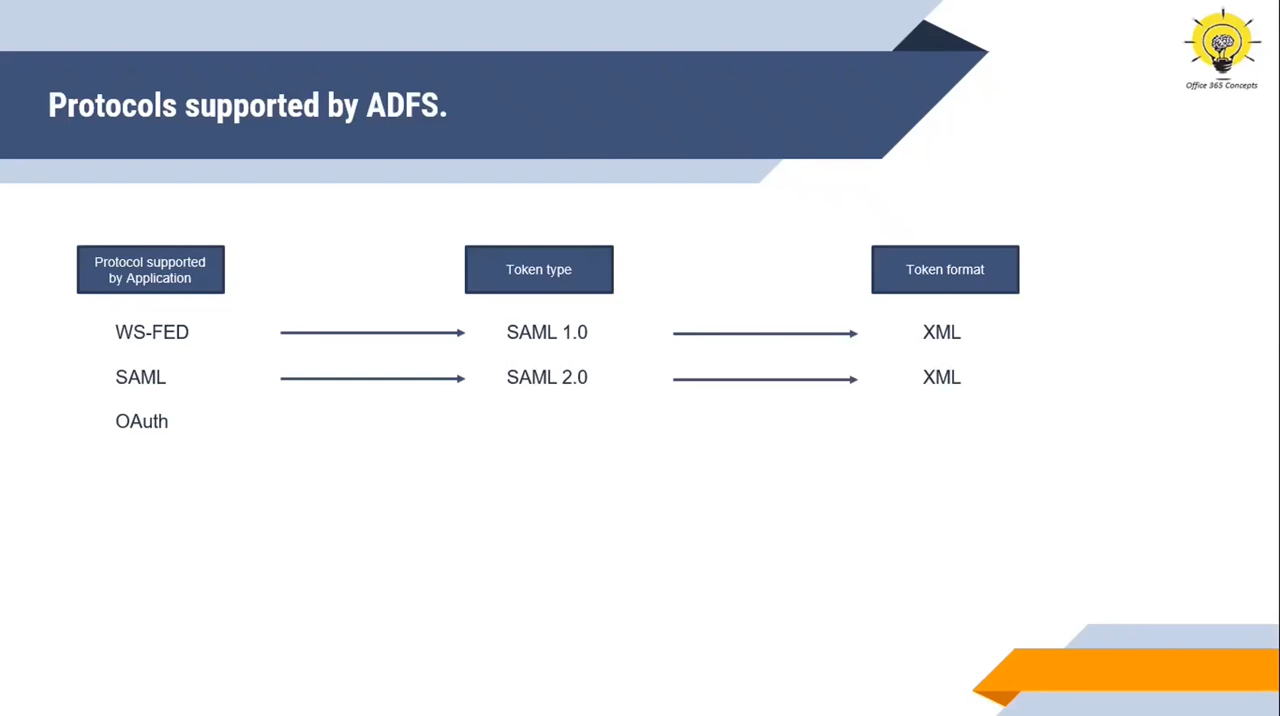 Protocols supported by ADFS.
Office 365 Concepts
Protocol supported
by Application
Token type
Token format
WS-FED
SAML 1.0
XML
SAML
SAML 2.0
XML
OAuth